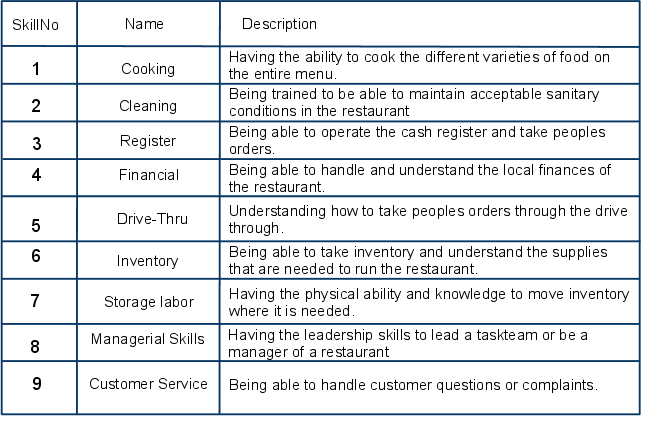 SkillNo Name Description
1 Cooking Having the ability to cook the different varieties of food on
the entire menu.
2 Cleaning Being trained to be able to maintain acceptable sanitary
conditions in the restaurant
3 Register Being able to operate the cash register and take peoples
orders.
4 Financial Being able to handle and understand the local finances of
the restaurant.
5 Drive-Thru Understanding how to take peoples orders through the drive
through.
6 Inventory Being able to take inventory and understand the supplies
that are needed to run the restaurant.
7 Storage labor Having the physical ability and knowledge to move inventory
where it is needed.
8 Managerial Skills Having the leadership skills to lead a taskteam or be a
manager of a restaurant
9 Customer Service Being able to handle customer questions or complaints.